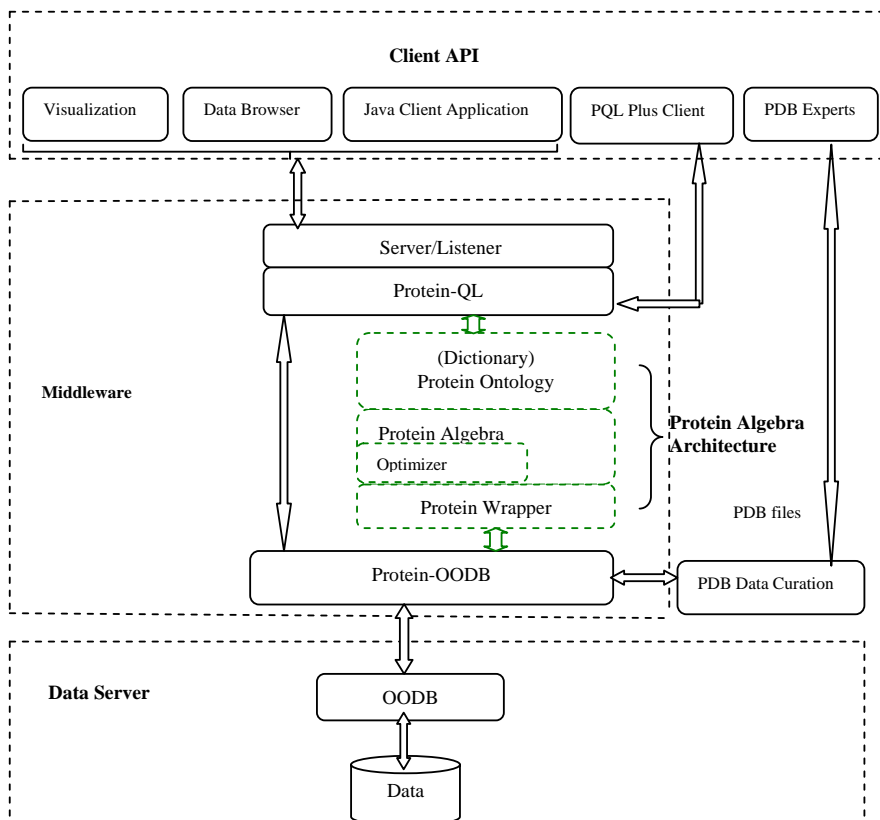 Client API
Visualization
Data Browser
Java Client Application
PQL Plus Client
PDB Experts
Server/Listener
Protein-QL
(Dictionary)
Protein Ontology
Middleware
Protein Algebra
Optimizer
Protein Algebra
Architecture
Protein Wrapper
PDB files
Protein-OODB
PDB Data Curation
Data Server
OODB
Data